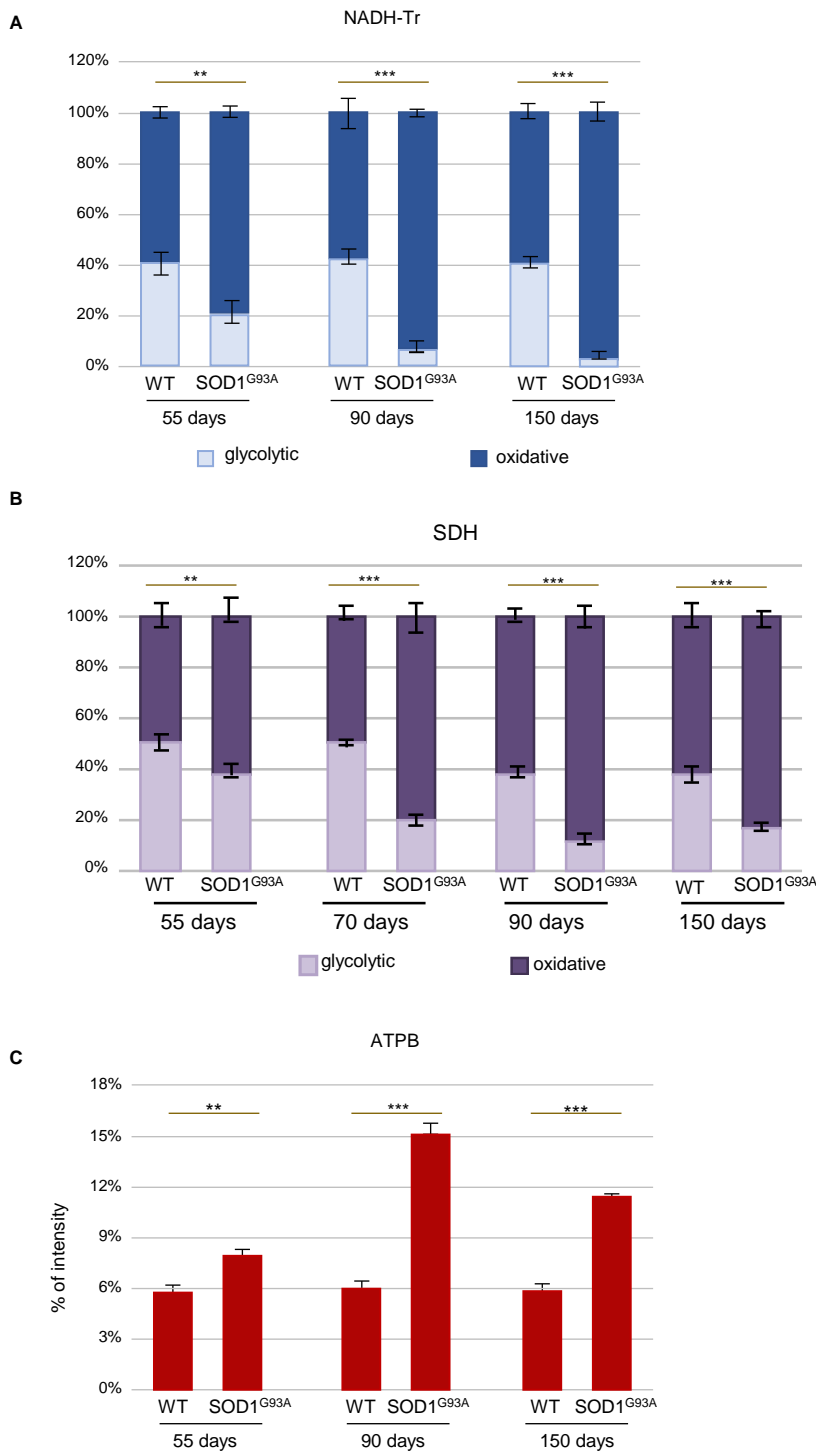 A
NADH-Tr
120%
100%
80%
60%
40%
20%
0%
** *** ***
WT SOD1G93A WT SOD1G93A WT SOD1G93A
55 days 90 days 150 days
glycolytic oxidative
B
SDH
120%
100%
80%
60%
40%
20%
0%
** *** *** ***
WT SOD1G93A WT SOD1G93A WT SOD1G93A WT SOD1G93A
55 days 70 days 90 days 150 days
glycolytic oxidative
C
ATPB
% of intensity
18%
15%
12%
9%
6%
3%
0%
** *** ***
WT SOD1G93A WT SOD1G93A WT SOD1G93A
55 days 90 days 150 days